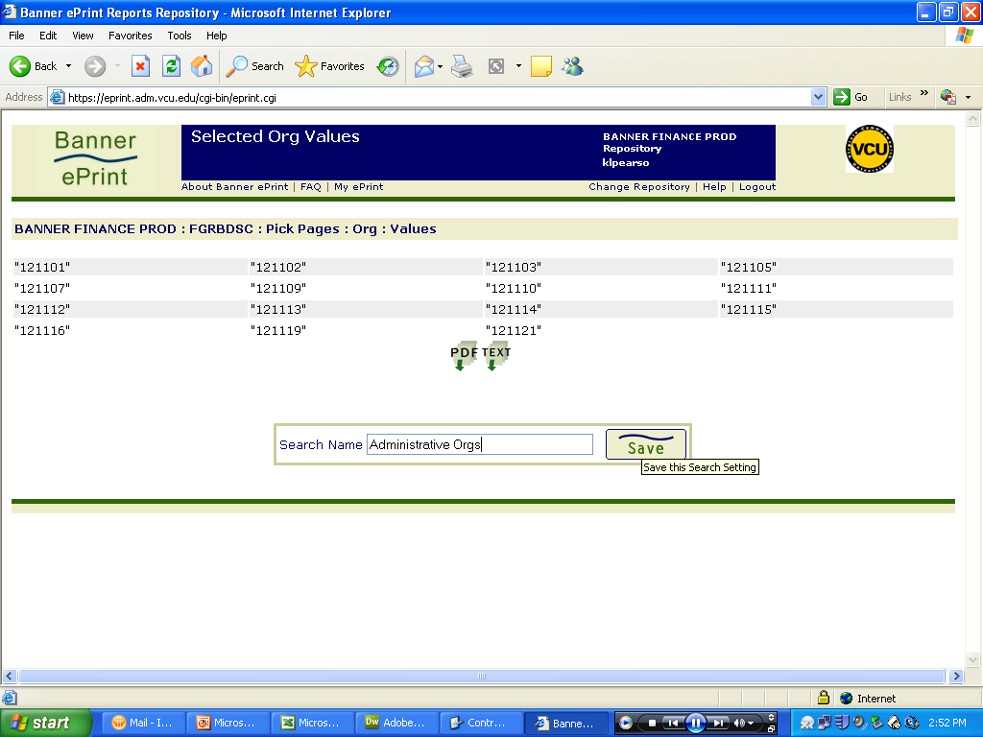 Banner ePrint Reports Repository - Microsoft Internet Explorer
File Edit View Favorites Tools Help
Back Search Favorites
Address https://eprint.adm.vcu.edu/cgi-bin/eprint.cgi Go Links »
Banner ePrint
Selected Org Values
BANNER FINANCE PROD
Repository
klpearso
VCU
About Banner ePrint | FAQ | My ePrint Change Repository | Help | Logout
BANNER FINANCE PROD : FGRBDSC : Pick Pages : Org : Values
"121101" "121102" "121103" "121105"
"121107" "121109" "121110" "121111"
"121112" "121113" "121114" "121115"
"121116" "121119" "121121"
PDF TEXT
Search Name Administrative Orgs Save
Save this Search Setting
Internet
start Mail - I... Micros... Micros... Dw Adobe... Contr... Banne... 2:52 PM